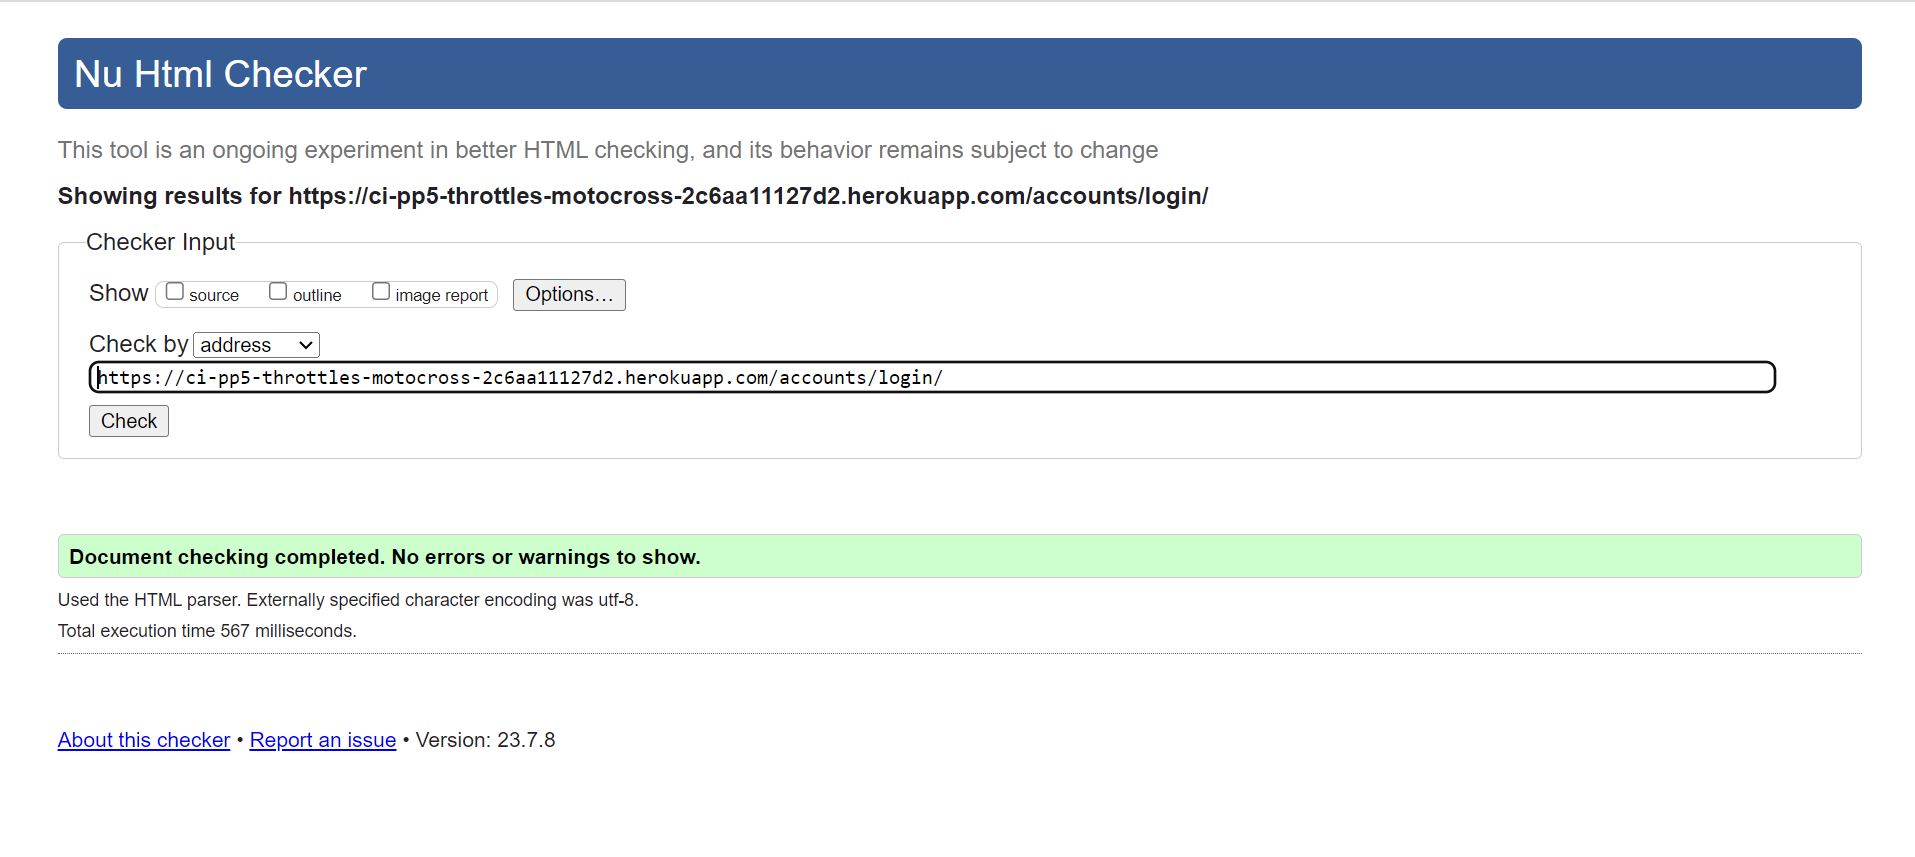 Nu Html Checker
This tool is an ongoing experiment in better HTML checking, and its behavior remains subject to change
Showing results for https://ci-pp5-throttles-motocross-2c6aa11127d2.herokuapp.com/accounts/login/
Checker Input
Show source outline image report Options...
Check by address
https://ci-pp5-throttles-motocross-2c6aa11127d2.herokuapp.com/accounts/login/
Check
Document checking completed. No errors or warnings to show.
Used the HTML parser. Externally specified character encoding was utf-8.
Total execution time 567 milliseconds.
About this checker • Report an issue • Version: 23.7.8